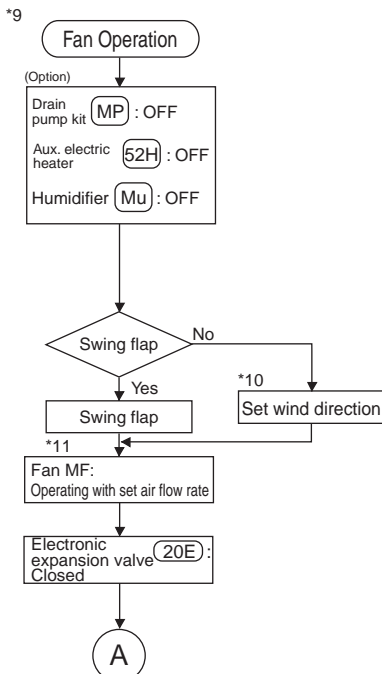 *9
Fan Operation
(Option)
Drain
pump kit MP : OFF
Aux. electric
heater 52H : OFF
Humidifier Mu : OFF
Swing flap
No
Yes
*10
Swing flap
Set wind direction
*11
Fan MF:
Operating with set air flow rate
Electronic
expansion valve 20E :
Closed
A